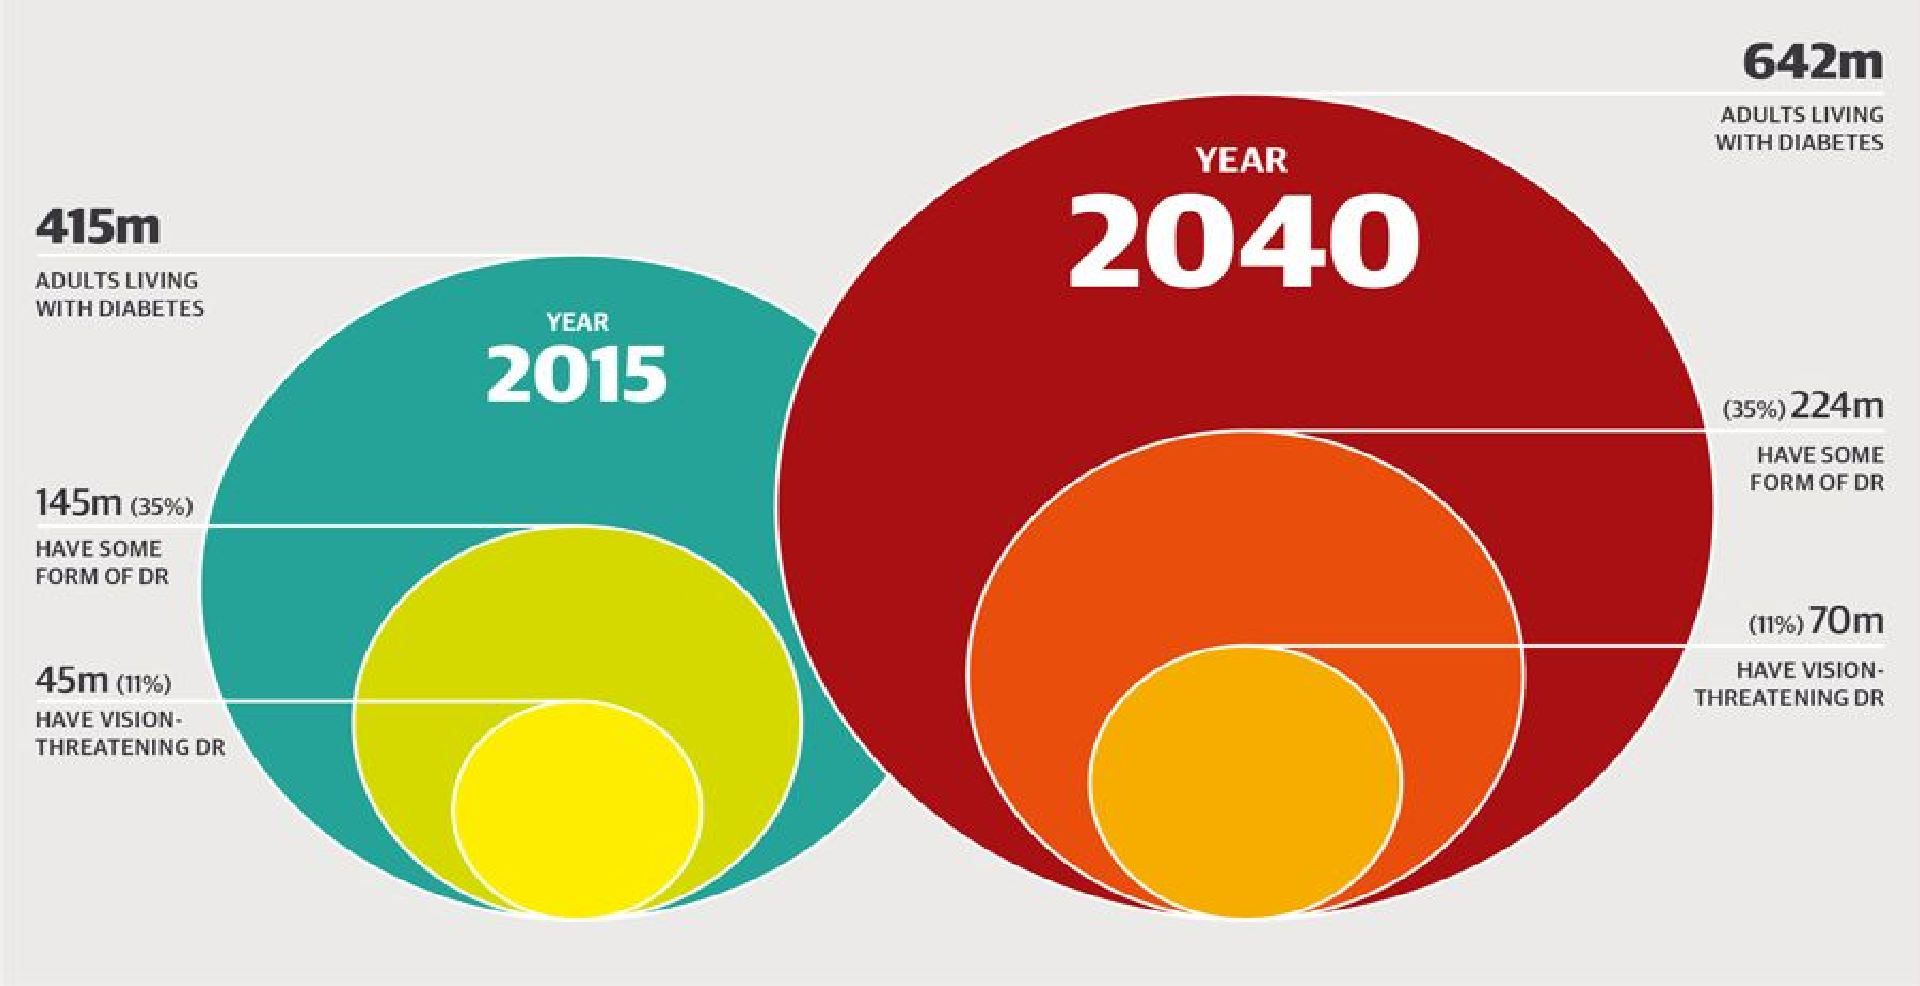 415m
ADULTS LIVING
WITH DIABETES
YEAR
2015
145m (35%)
HAVE SOME
FORM OF DR
45m (11%)
HAVE VISION-
THREATENING DR
642m
ADULTS LIVING
WITH DIABETES
YEAR
2040
(35%) 224m
HAVE SOME
FORM OF DR
(11%) 70m
HAVE VISION-
THREATENING DR